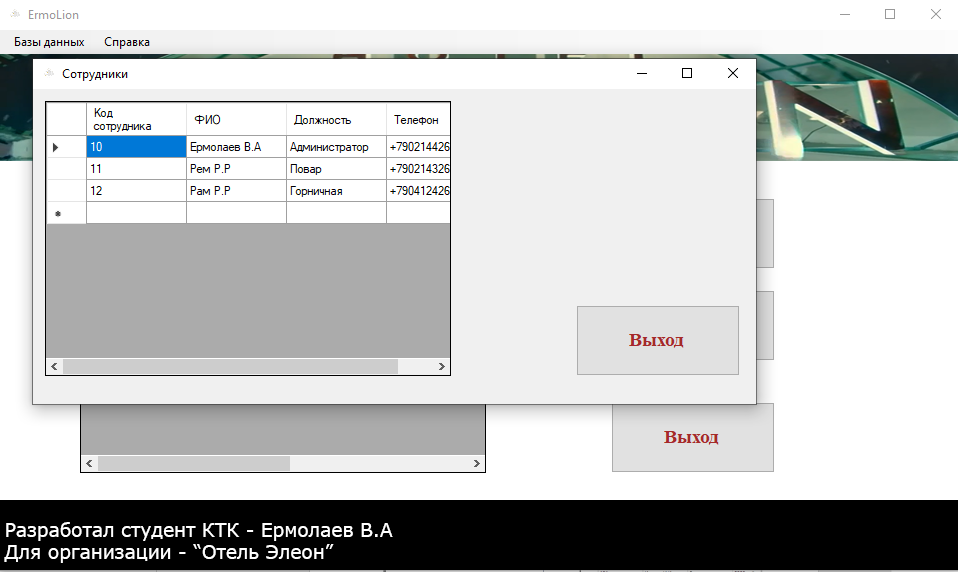 ErmoLion
Базы данных Справка
Сотрудники
Код сотрудника ФИО Должность Телефон
10 Ермолаев В.А Администратор +790214426
11 Рем Р.Р Повар +790214326
12 Рам Р.Р Горничная +790412426
Выход
Выход
Разработал студент КТК - Ермолаев В.А
Для организации - “Отель Элеон”